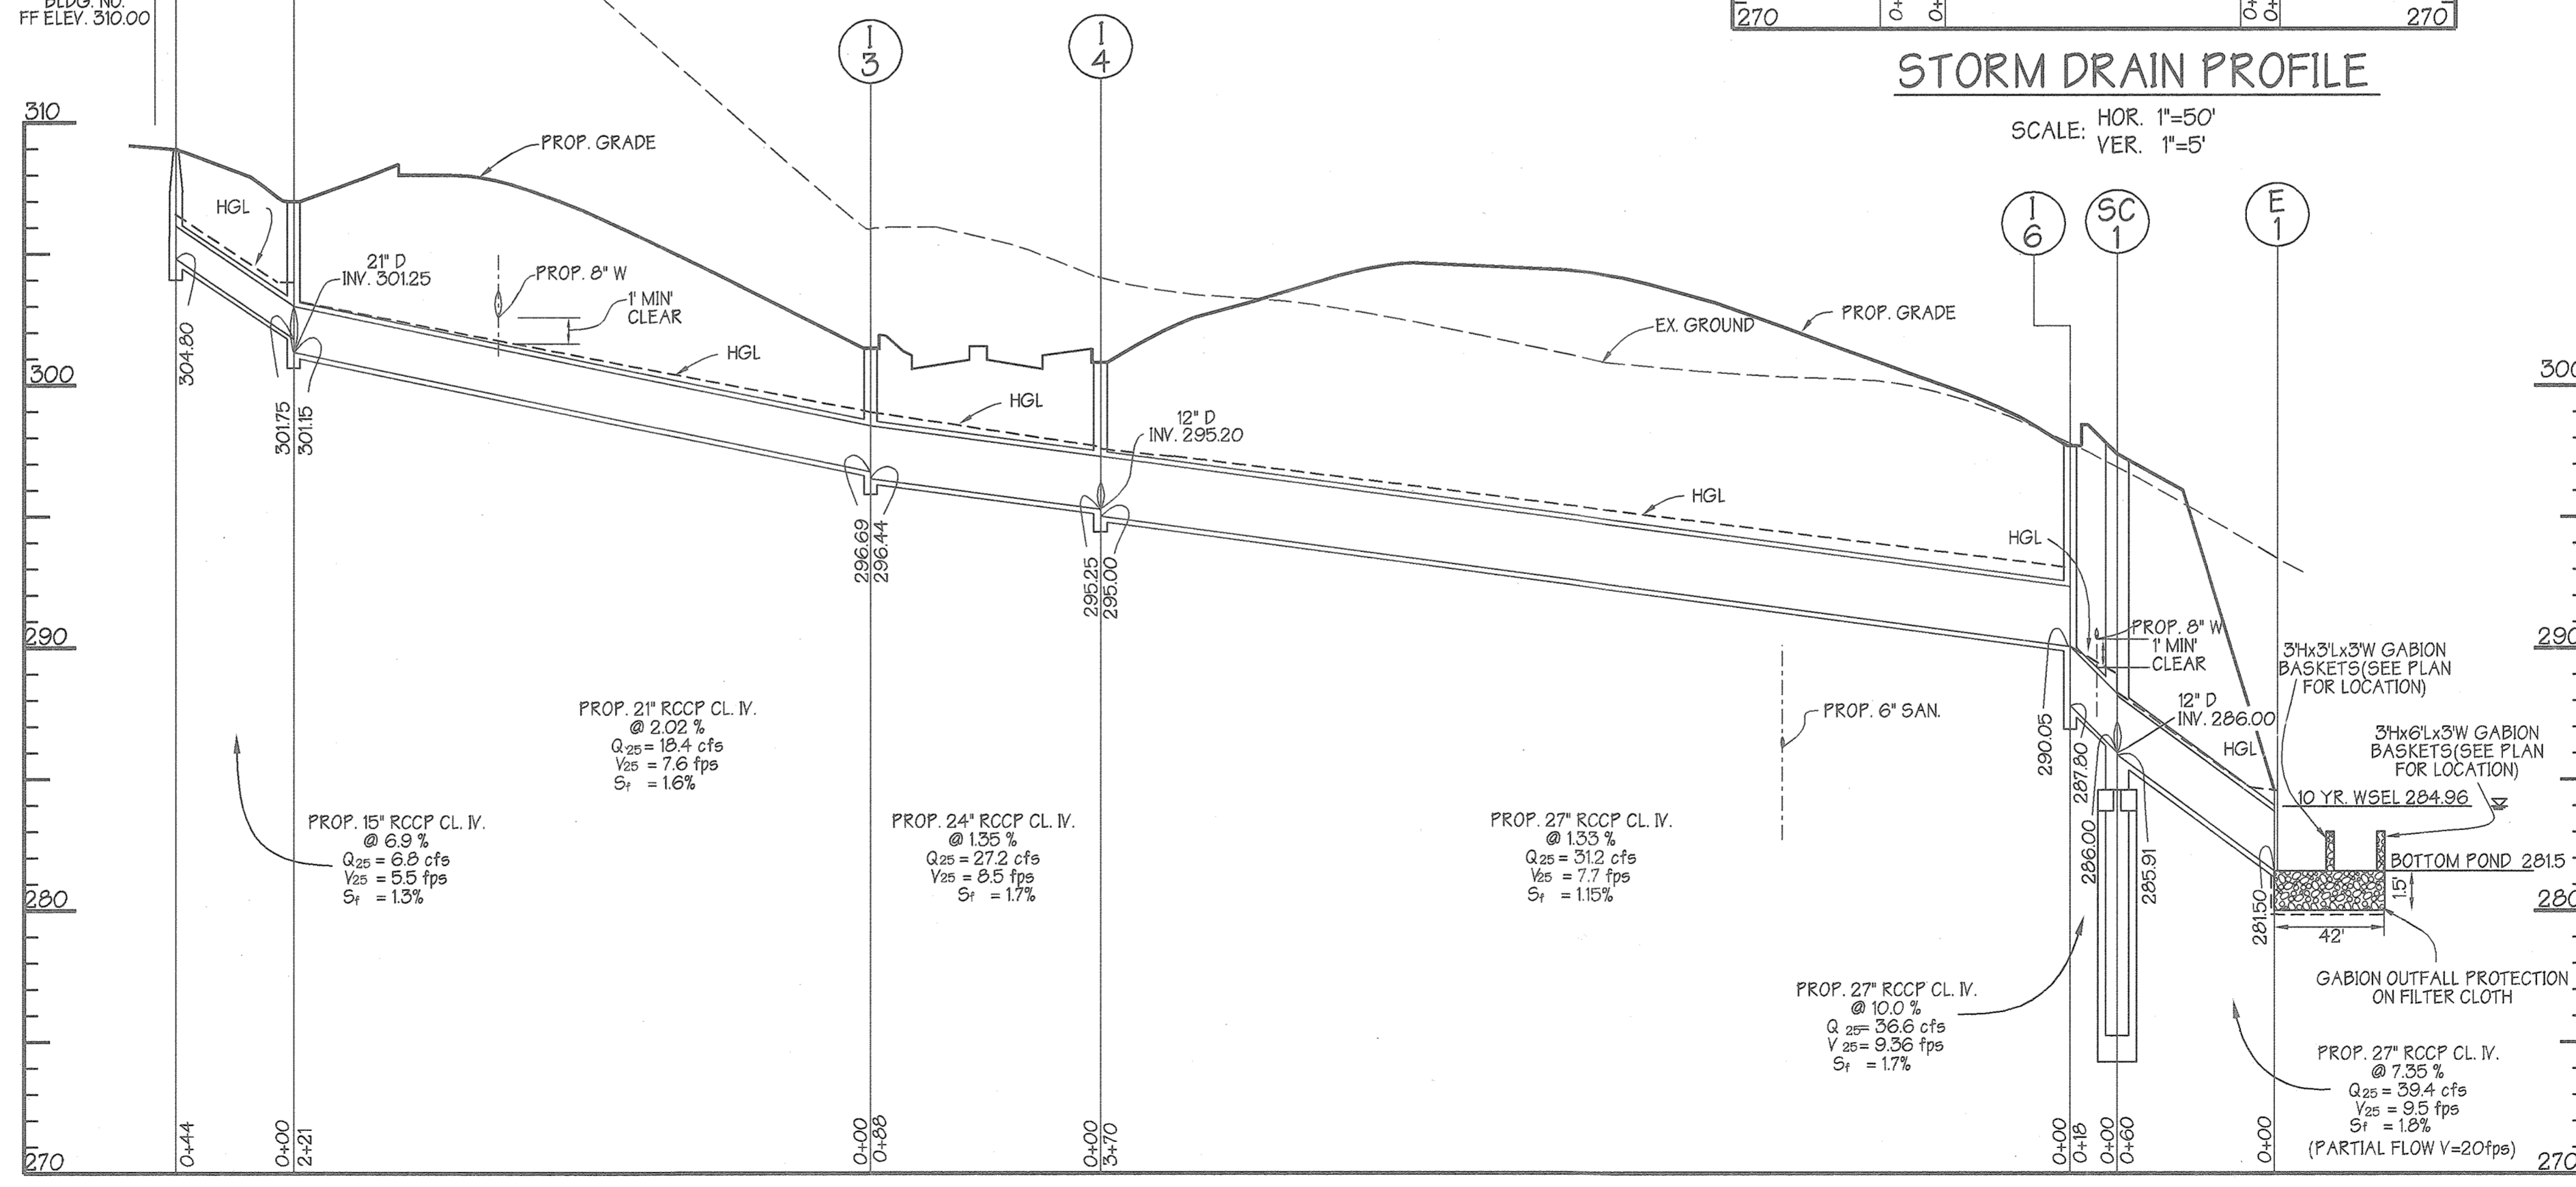 BLDG. NO.
FF ELEV. 310.00
270
0+
0+
0+
0+
270
STORM DRAIN PROFILE
SCALE: HOR. 1"=50'
VER. 1"=5'
I
3
I
4
I
6
SC
1
E
1
310
300
290
280
270
300
290
280
270
PROP. GRADE
HGL
21" D
INV. 301.25
PROP. 8" W
1' MIN'
CLEAR
HGL
HGL
12" D
INV. 295.20
EX. GROUND
PROP. GRADE
HGL
HGL
304.80
301.75
301.15
296.69
296.44
295.25
295.00
290.05
287.80
286.00
285.91
281.50
PROP. 8" W
1' MIN'
CLEAR
12" D
INV. 286.00
HGL
3'Hx3'Lx3'W GABION
BASKETS(SEE PLAN
FOR LOCATION)
3'Hx6'Lx3'W GABION
BASKETS(SEE PLAN
FOR LOCATION)
10 YR. WSEL 284.96
BOTTOM POND 281.5
1.5'
42'
GABION OUTFALL PROTECTION
ON FILTER CLOTH
PROP. 6" SAN.
PROP. 15" RCCP CL. IV.
@ 6.9 %
Q25 = 6.8 cfs
V25 = 5.5 fps
Sf = 1.3%
PROP. 21" RCCP CL. IV.
@ 2.02 %
Q25 = 18.4 cfs
V25 = 7.6 fps
Sf = 1.6%
PROP. 24" RCCP CL. IV.
@ 1.35 %
Q25 = 27.2 cfs
V25 = 8.5 fps
Sf = 1.7%
PROP. 27" RCCP CL. IV.
@ 1.33 %
Q25 = 31.2 cfs
V25 = 7.7 fps
Sf = 1.15%
PROP. 27" RCCP CL. IV.
@ 10.0 %
Q 25= 36.6 cfs
V 25= 9.36 fps
Sf = 1.7%
PROP. 27" RCCP CL. IV.
@ 7.35 %
Q25 = 39.4 cfs
V25 = 9.5 fps
Sf = 1.8%
(PARTIAL FLOW V=20fps)
0+44
0+00
2+21
0+00
0+88
0+00
3+70
0+00
0+18
0+00
0+60
0+00